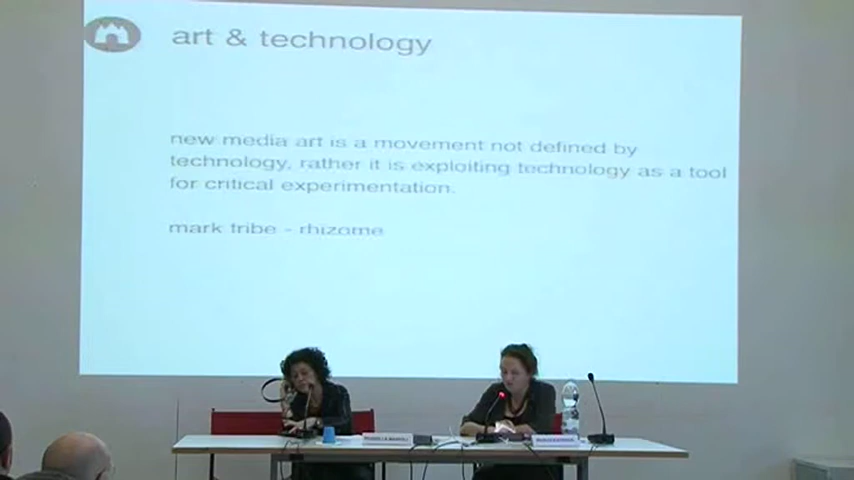 art & technology
new media art is a movement not defined by
technology, rather it is exploiting technology as a tool
for critical experimentation.
mark tribe - rhizome